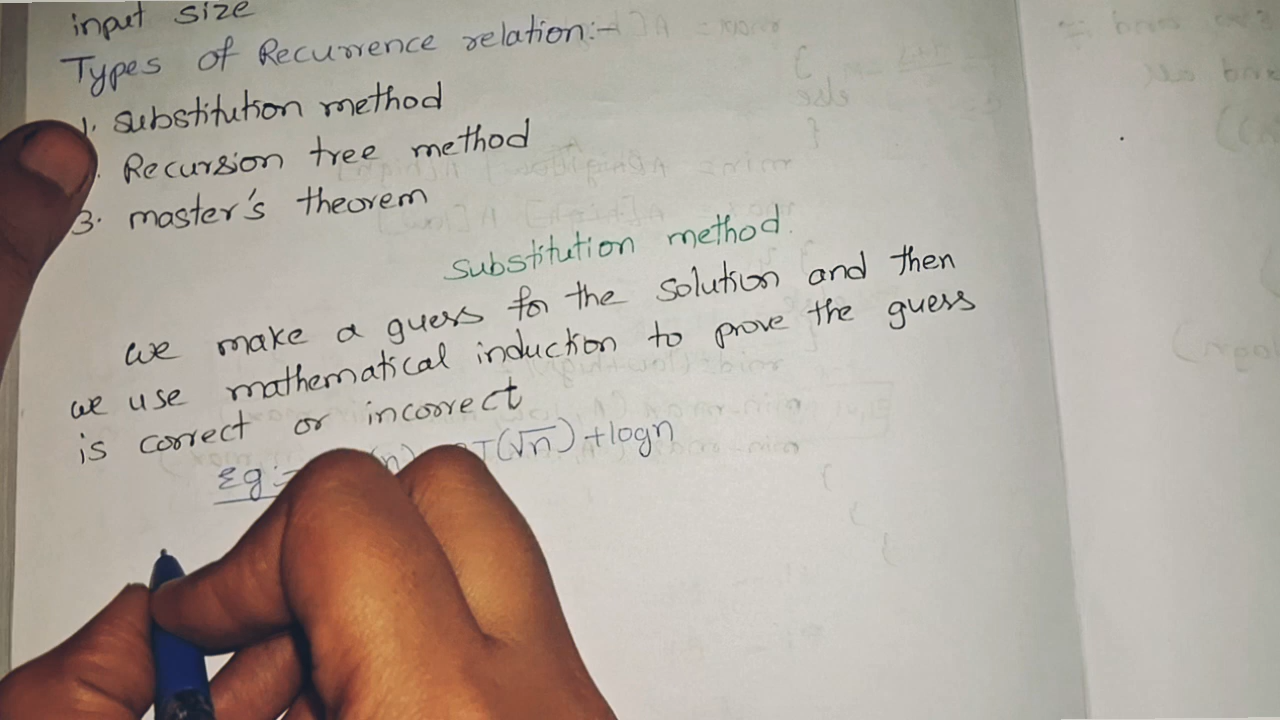 input size
Types of Recurrence relation:-
1. substitution method
Recursion tree method
3. master's theorem
substitution method.
we make a guess for the solution and then
we use mathematical induction to prove the guess
is correct or incorrect
Eg:- (n) T(√n) + logn